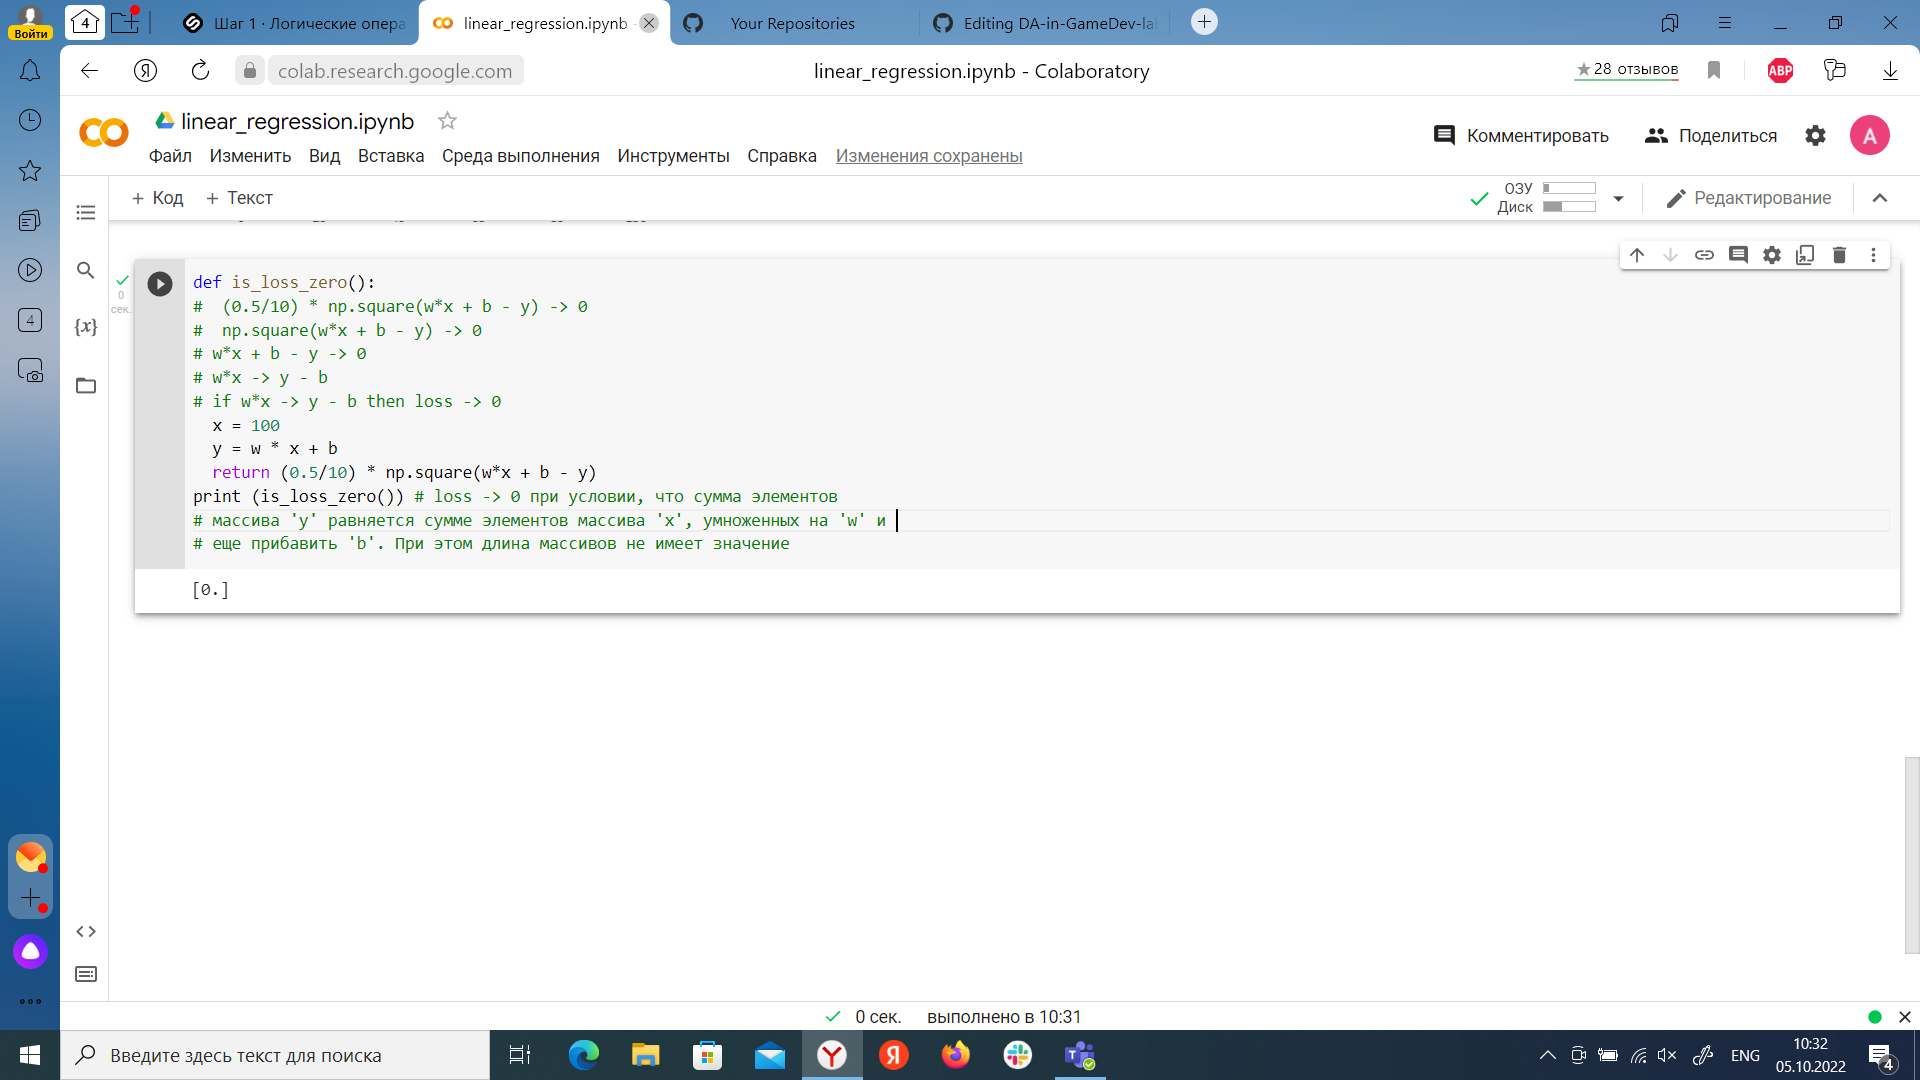 Войти
4
Шаг 1 · Логические опера
linear_regression.ipynb -
Your Repositories
Editing DA-in-GameDev-la
colab.research.google.com
linear_regression.ipynb - Colaboratory
★28 отзывов
ABP
linear_regression.ipynb
Комментировать
Поделиться
A
Файл Изменить Вид Вставка Среда выполнения Инструменты Справка Изменения сохранены
+ Код + Текст
ОЗУ
Диск
Редактирование
0
сек.
def is_loss_zero():
#  (0.5/10) * np.square(w*x + b - y) -> 0
#  np.square(w*x + b - y) -> 0
# w*x + b - y -> 0
# w*x -> y - b
# if w*x -> y - b then loss -> 0
  x = 100
  y = w * x + b
  return (0.5/10) * np.square(w*x + b - y)
print (is_loss_zero()) # loss -> 0 при условии, что сумма элементов
# массива 'y' равняется сумме элементов массива 'x', умноженных на 'w' и
# еще прибавить 'b'. При этом длина массивов не имеет значение
[0.]
{x}
4
0 сек. выполнено в 10:31
Введите здесь текст для поиска
ENG
10:32
05.10.2022
4